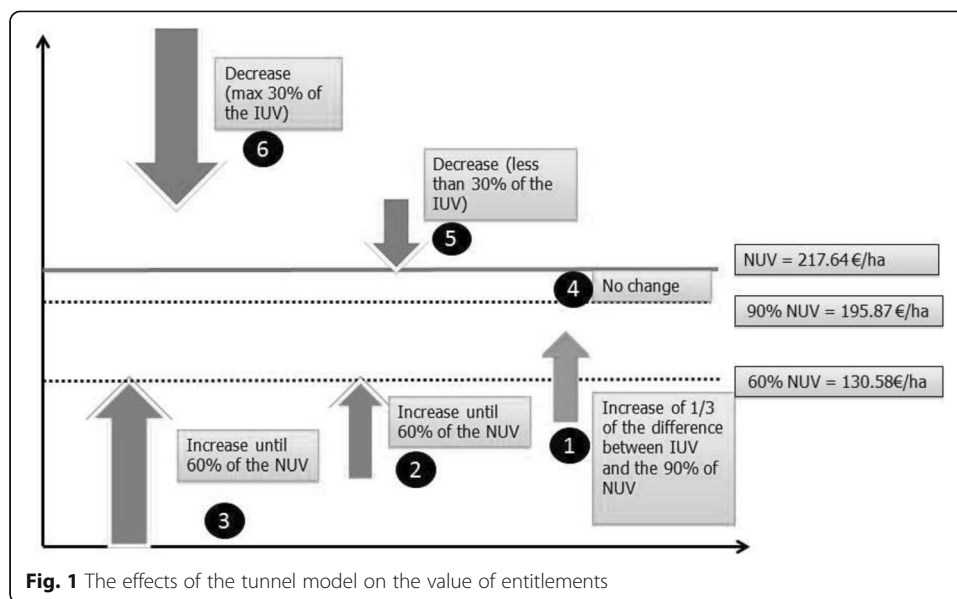 Decrease
(max 30% of
the IUV)
6
Decrease (less
than 30% of the
IUV)
5
NUV = 217.64 €/ha
4
No change
90% NUV = 195.87 €/ha
60% NUV = 130.58€/ha
Increase until
60% of the NUV
3
Increase until
60% of the NUV
2
1
Increase of 1/3
of the difference
between IUV
and the 90% of
NUV
Fig. 1 The effects of the tunnel model on the value of entitlements